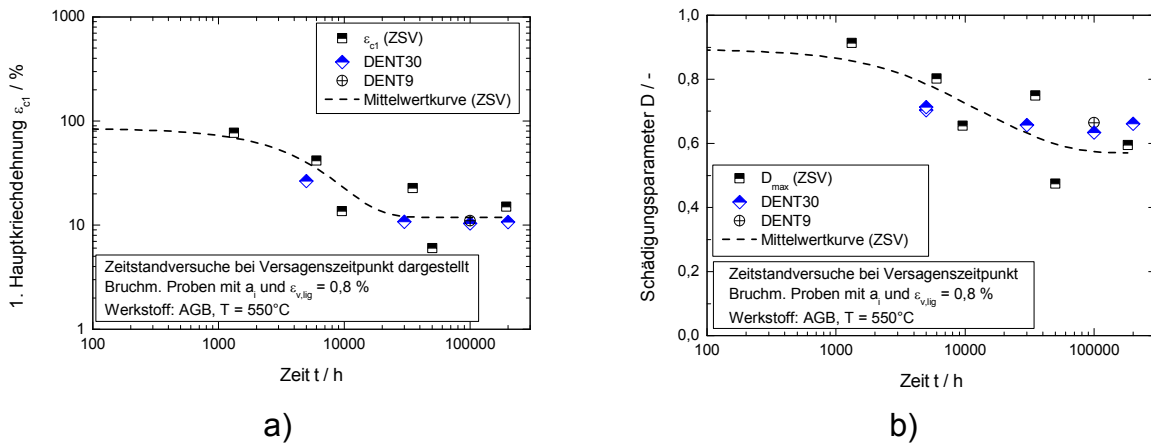 1000
100
10
1
1. Hauptkriechdehnung ε_c1 / %
ε_c1 (ZSV)
DENT30
DENT9
Mittelwertkurve (ZSV)
Zeitstandversuche bei Versagenszeitpunkt dargestellt
Bruchm. Proben mit a_i und ε_v,lig = 0,8 %
Werkstoff: AGB, T = 550°C
100 1000 10000 100000
Zeit t / h
a)
1,0
0,8
0,6
0,4
0,2
0,0
Schädigungsparameter D / -
D_max (ZSV)
DENT30
DENT9
Mittelwertkurve (ZSV)
Zeitstandversuche bei Versagenszeitpunkt
Bruchm. Proben mit a_i und ε_v,lig = 0,8 %
Werkstoff: AGB, T = 550°C
100 1000 10000 100000
Zeit t / h
b)